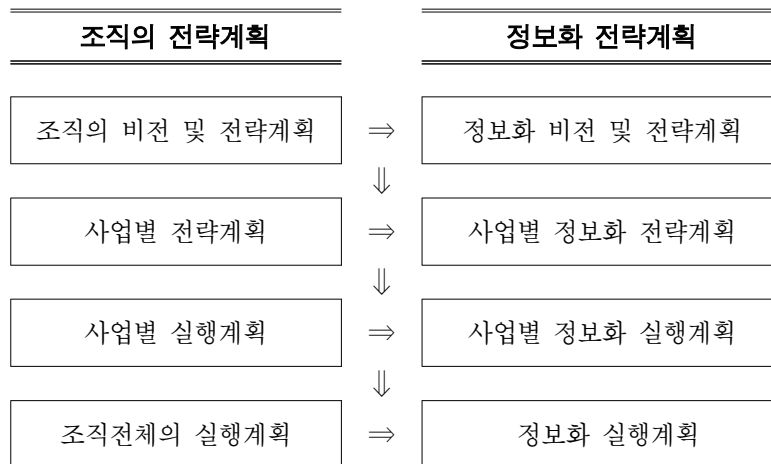 조직의 전략계획 정보화 전략계획
조직의 비전 및 전략계획 ⇒ 정보화 비전 및 전략계획
⇓
사업별 전략계획 ⇒ 사업별 정보화 전략계획
⇓
사업별 실행계획 ⇒ 사업별 정보화 실행계획
⇓
조직전체의 실행계획 ⇒ 정보화 실행계획